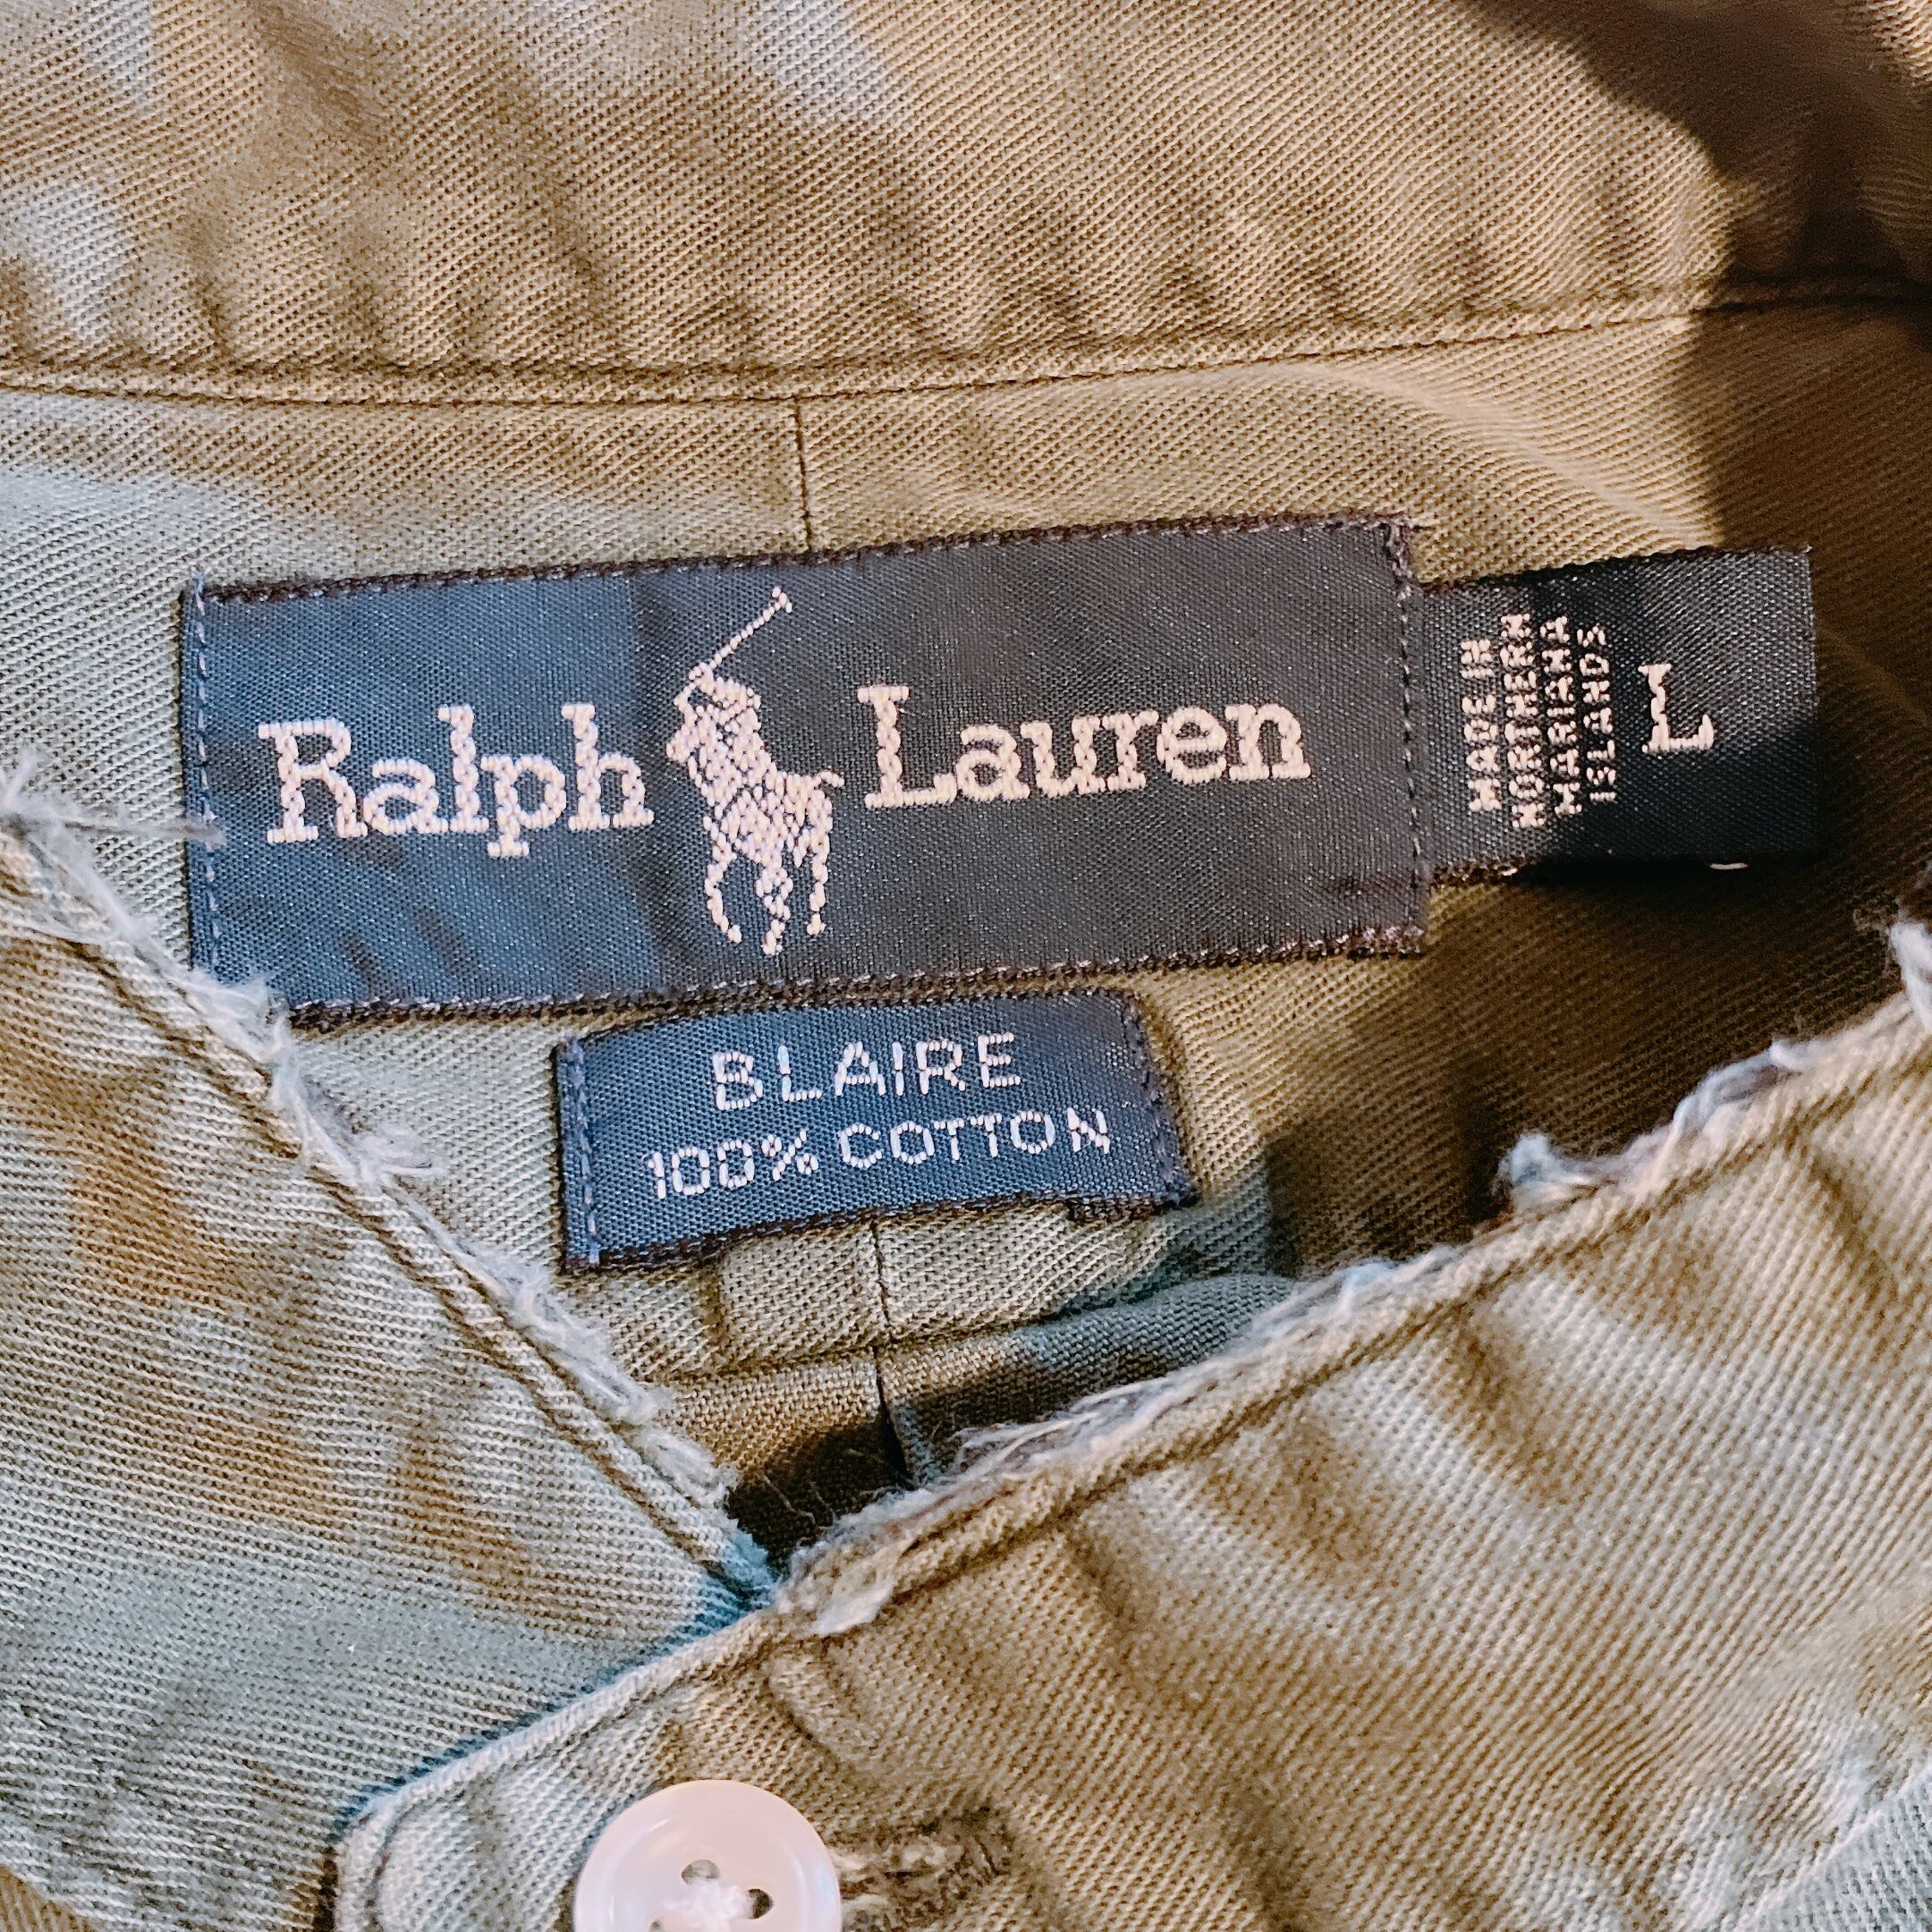 Ralph Lauren
MADE IN
NORTHERN
MARIANA
ISLANDS
L
BLAIRE
100% COTTON